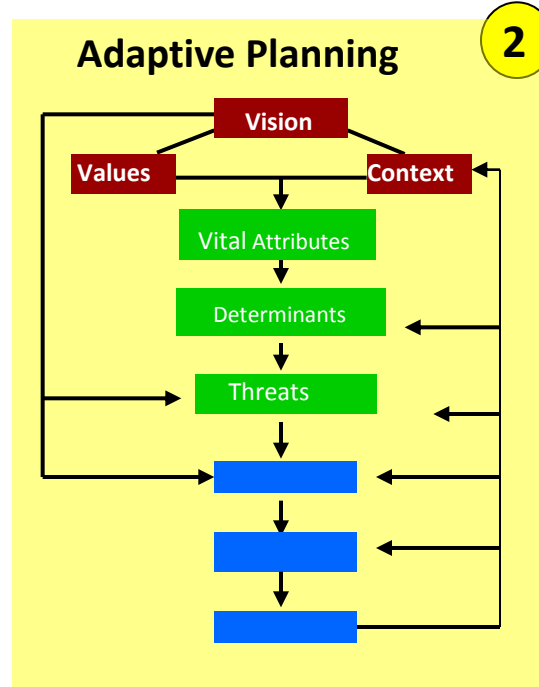 Adaptive Planning
2
Vision
Values
Context
Vital Attributes
Determinants
Threats